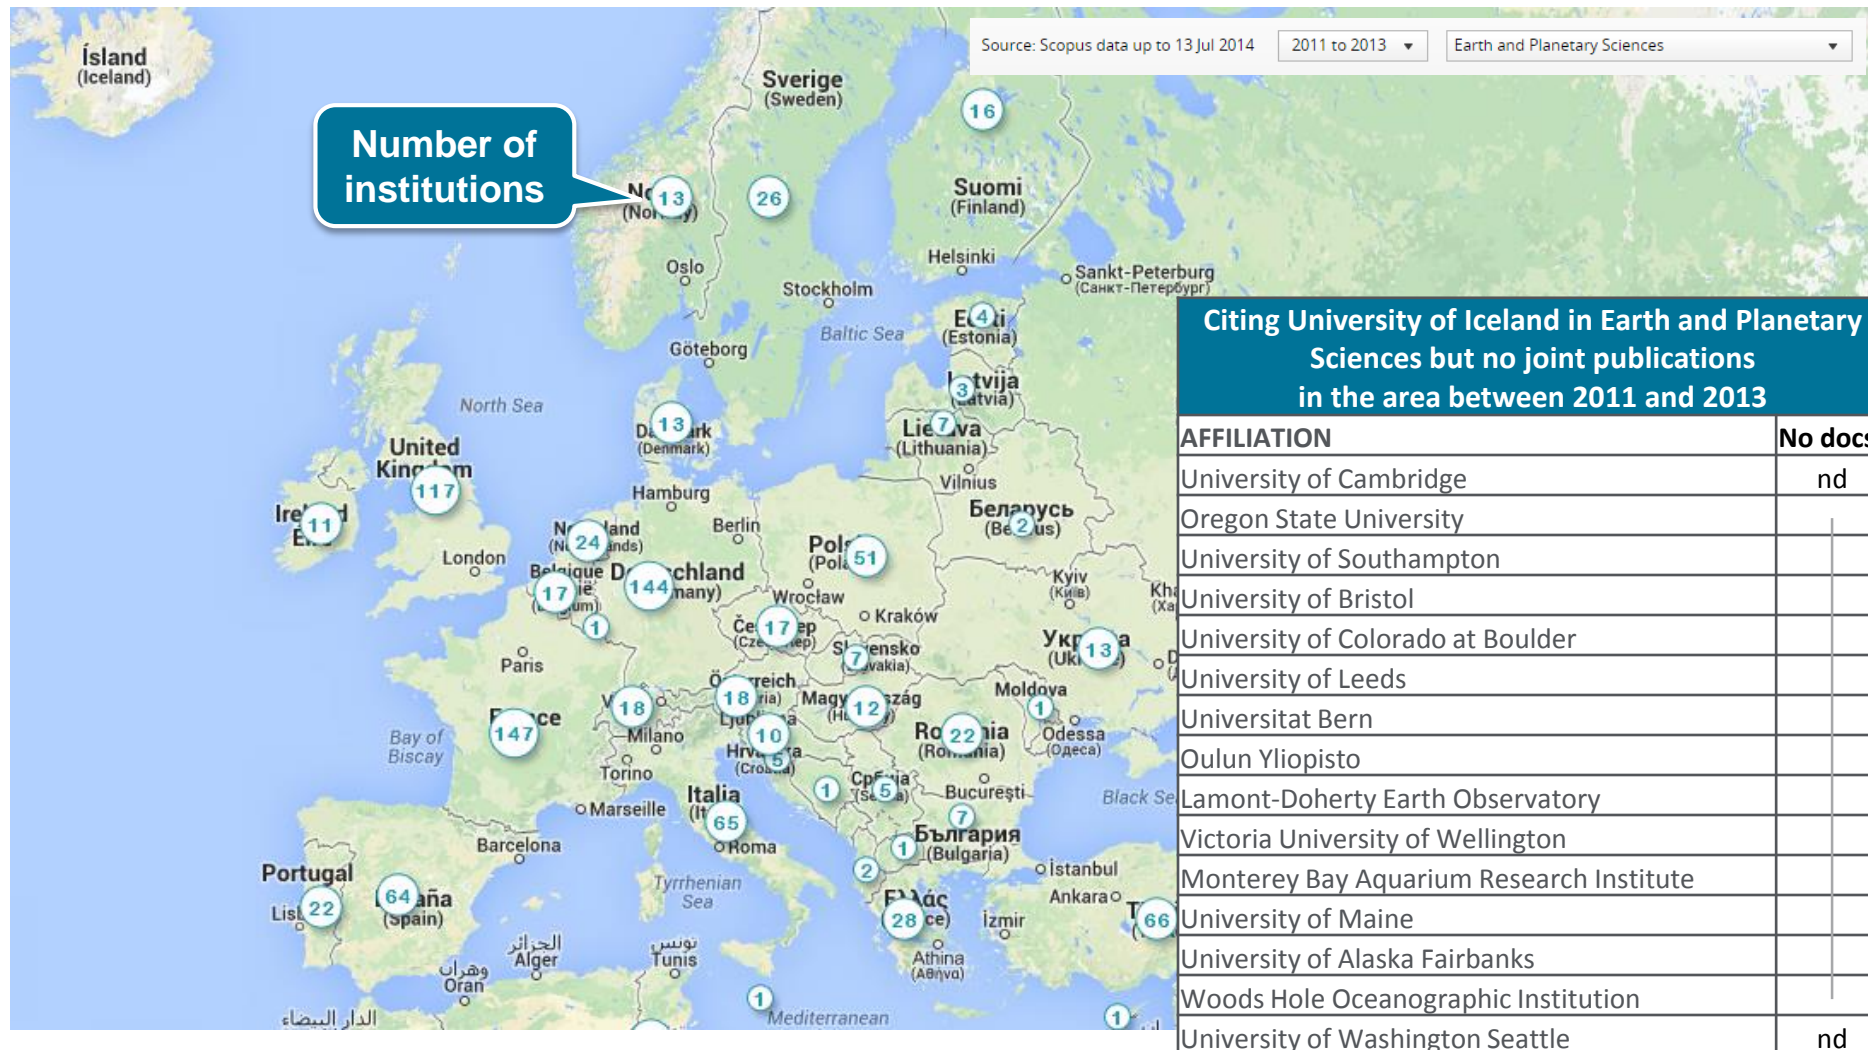 Source: Scopus data up to 13 Jul 2014
2011 to 2013
Earth and Planetary Sciences
Ísland
(Iceland)
Sverige
(Sweden)
16
Number of
institutions
13
26
Suomi
(Finland)
Oslo
Helsinki
Stockholm
Sankt-Peterburg
(Санкт-Петербург)
4
(Estonia)
Baltic Sea
Göteborg
3
North Sea
13
(Denmark)
7
(Lithuania)
Vilnius
United
117
11
Hamburg
Berlin
24
London
51
Беларусь
2
17
144
Wrocław
Kraków
Kyiv
(Київ)
1
17
7
13
Paris
18
18
12
Moldova
1
147
Milano
10
5
22
Odessa
(Одеса)
Bay of
Biscay
Torino
Marseille
Italia
65
Roma
1
5
București
7
България
(Bulgaria)
1
2
Barcelona
Portugal
22
64
(Spain)
Tyrrhenian
Sea
28
İzmir
İstanbul
Ankara
66
Athina
(Αθήνα)
الجزائر
Alger
وهران
Oran
تونس
Tunis
الدار البيضاء
1
Mediterranean
1
Citing University of Iceland in Earth and Planetary
Sciences but no joint publications
in the area between 2011 and 2013
AFFILIATION No docs
University of Cambridge nd
Oregon State University
University of Southampton
University of Bristol
University of Colorado at Boulder
University of Leeds
Universitat Bern
Oulun Yliopisto
Lamont-Doherty Earth Observatory
Victoria University of Wellington
Monterey Bay Aquarium Research Institute
University of Maine
University of Alaska Fairbanks
Woods Hole Oceanographic Institution
University of Washington Seattle nd